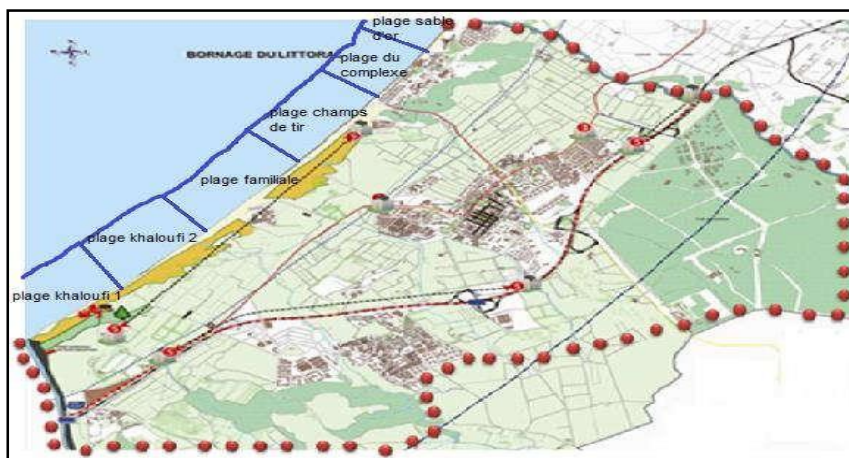 plage sable
d'or
BORNAGE DU LITTORA
plage du
complexe
plage champs
de tir
plage familiale
plage khaloufi 2
plage khaloufi 1